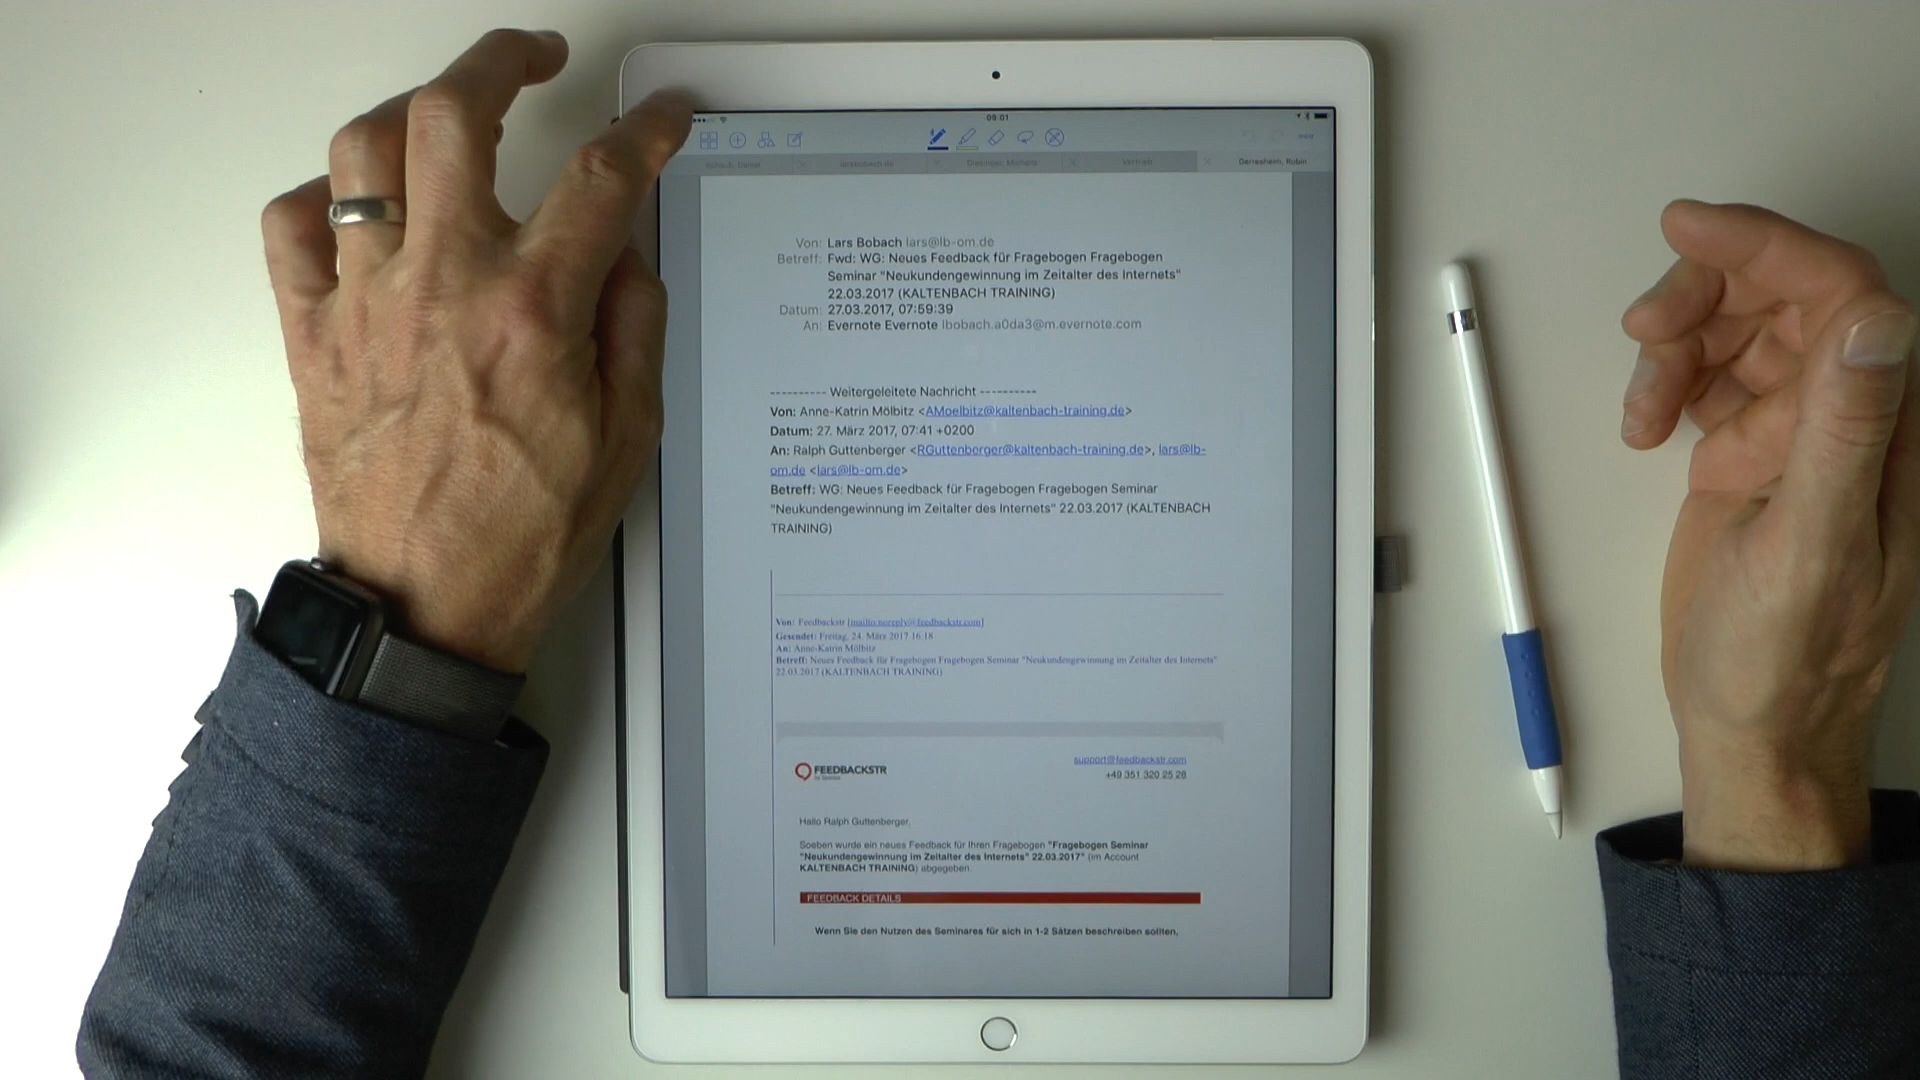 09:01
Schaub, Daniel
larsbobach.de
Vertrieb
Derresheim, Robin
Von: Lars Bobach lars@lb-om.de
Betreff: Fwd: WG: Neues Feedback für Fragebogen Fragebogen
Seminar "Neukundengewinnung im Zeitalter des Internets"
22.03.2017 (KALTENBACH TRAINING)
Datum: 27.03.2017, 07:59:39
An: Evernote Evernote lbobach.a0da3@m.evernote.com
---------- Weitergeleitete Nachricht ----------
Von: Anne-Katrin Mölbitz <AMoelbitz@kaltenbach-training.de>
Datum: 27. März 2017, 07:41 +0200
An: Ralph Guttenberger <RGuttenberger@kaltenbach-training.de>, lars@lb-
om.de <lars@lb-om.de>
Betreff: WG: Neues Feedback für Fragebogen Fragebogen Seminar
"Neukundengewinnung im Zeitalter des Internets" 22.03.2017 (KALTENBACH
TRAINING)
Von: Feedbackstr [mailto:noreply@feedbackstr.com]
Gesendet: Freitag, 24. März 2017 16:18
An: Anne-Katrin Mölbitz
Betreff: Neues Feedback für Fragebogen Fragebogen Seminar "Neukundengewinnung im Zeitalter des Internets"
22.03.2017 (KALTENBACH TRAINING)
FEEDBACKSTR
support@feedbackstr.com
+49 351 320 25 28
Hallo Ralph Guttenberger,
Soeben wurde ein neues Feedback für Ihren Fragebogen "Fragebogen Seminar
"Neukundengewinnung im Zeitalter des Internets" 22.03.2017" (im Account
KALTENBACH TRAINING) abgegeben.
FEEDBACK DETAILS
Wenn Sie den Nutzen des Seminares für sich in 1-2 Sätzen beschreiben sollten,